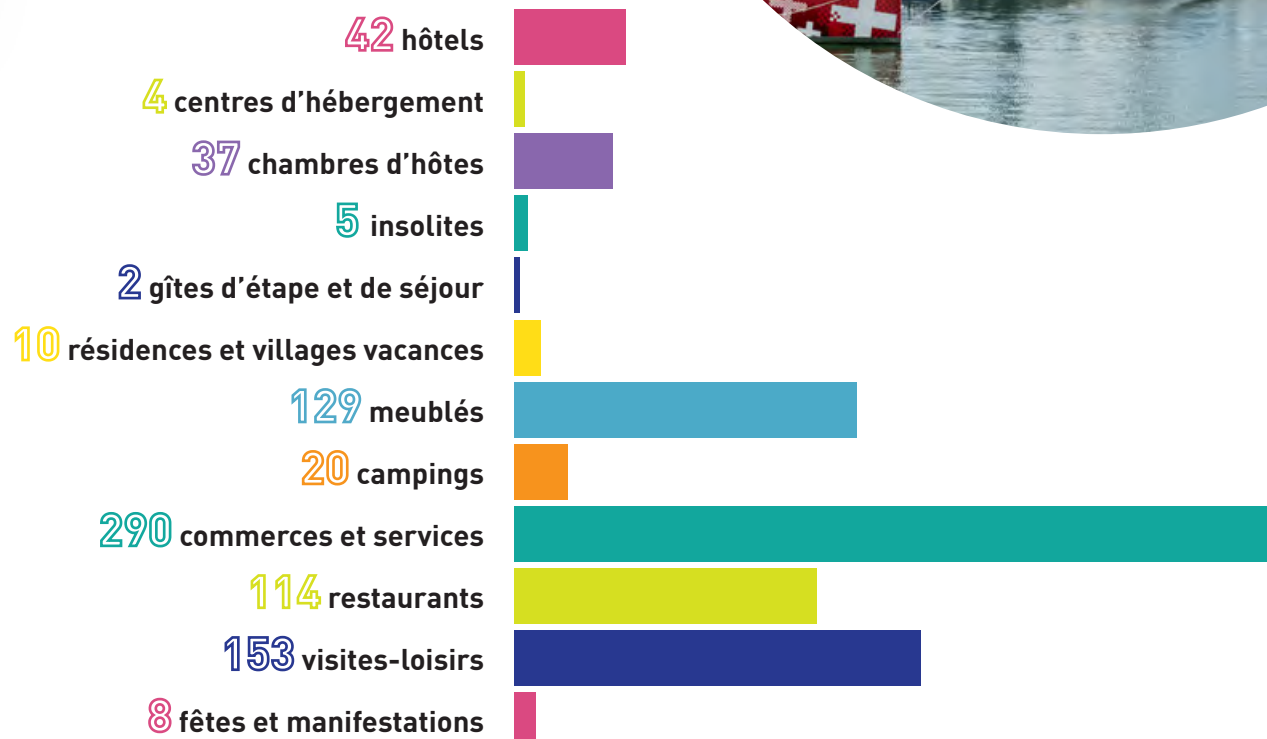 42 hôtels
4 centres d’hébergement
37 chambres d’hôtes
5 insolites
2 gîtes d’étape et de séjour
10 résidences et villages vacances
129 meublés
20 campings
290 commerces et services
114 restaurants
153 visites-loisirs
8 fêtes et manifestations